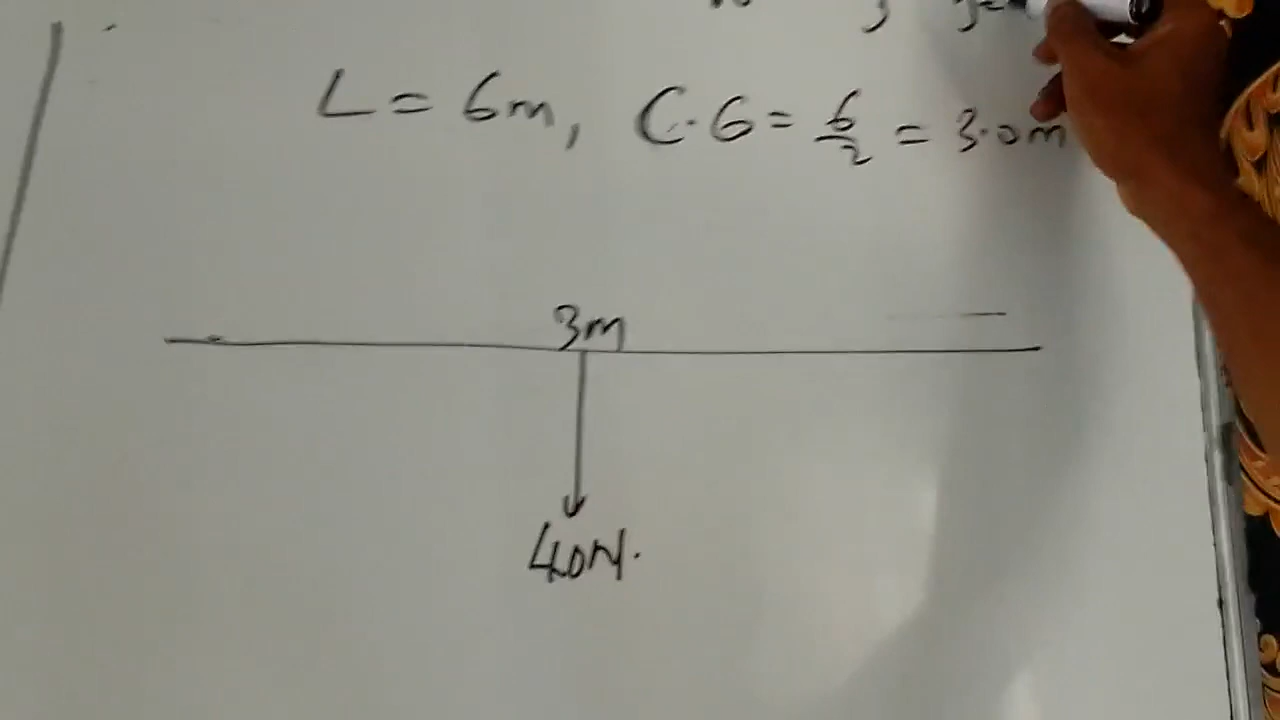 L = 6m, C.G = 6/2 = 3.0m
3m
40N.